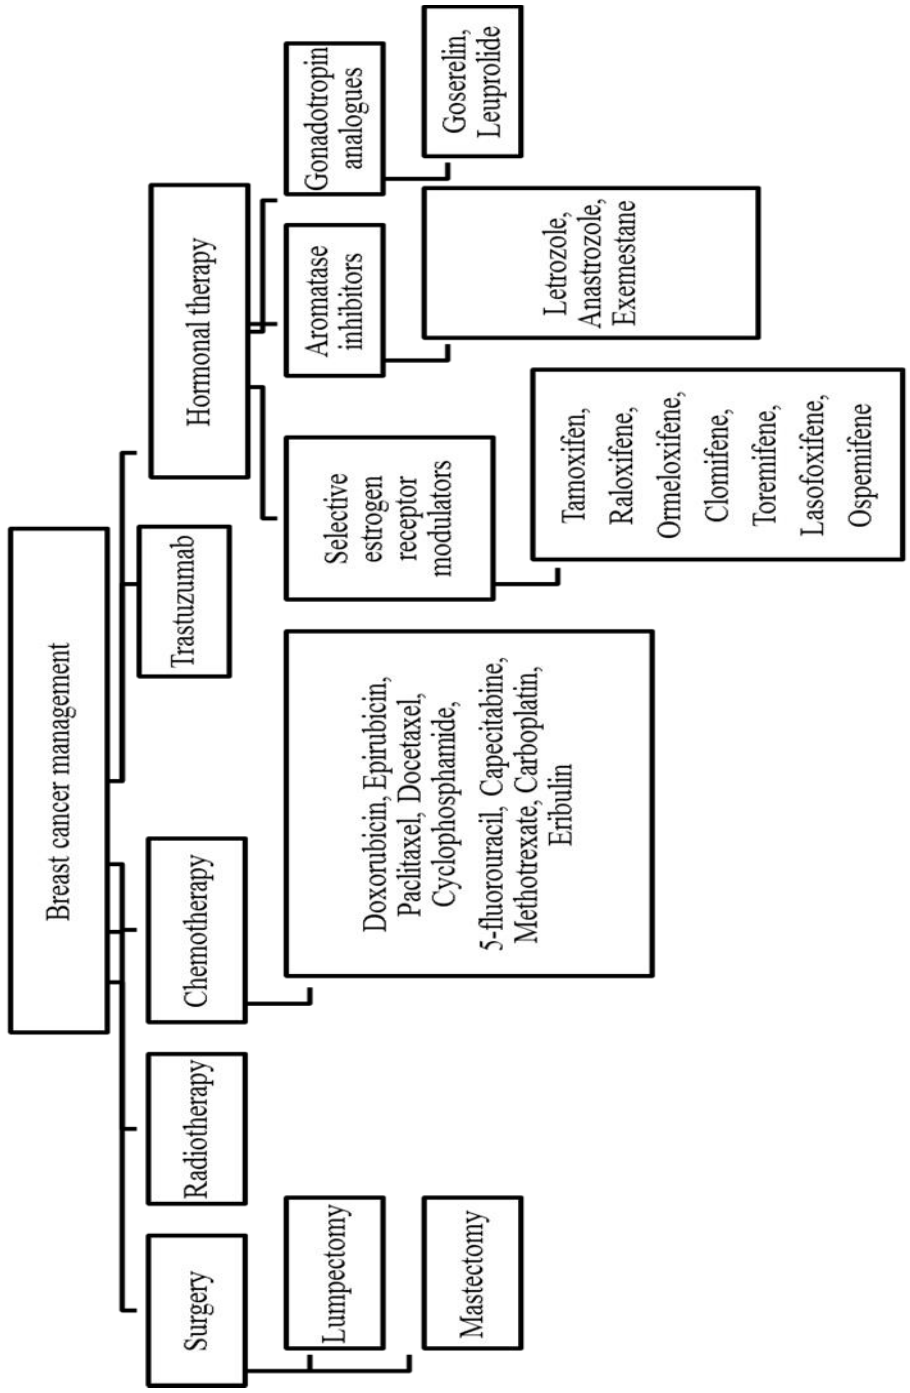 Breast cancer management
Surgery
Lumpectomy
Mastectomy
Radiotherapy
Chemotherapy
Doxorubicin, Epirubicin,
Paclitaxel, Docetaxel,
Cyclophosphamide,
5-fluorouracil, Capecitabine,
Methotrexate, Carboplatin,
Eribulin
Trastuzumab
Hormonal therapy
Selective
estrogen
receptor
modulators
Tamoxifen,
Raloxifene,
Ormeloxifene,
Clomifene,
Toremifene,
Lasofoxifene,
Ospemifene
Aromatase
inhibitors
Letrozole,
Anastrozole,
Exemestane
Gonadotropin
analogues
Goserelin,
Leuprolide